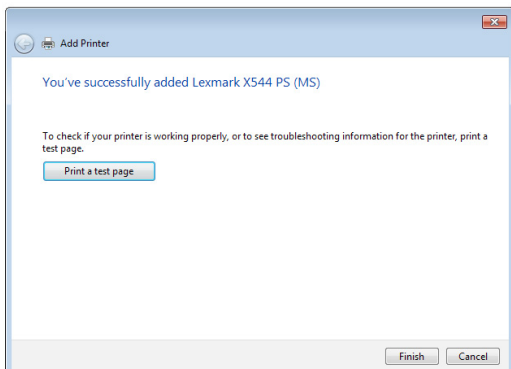 Add Printer
You've successfully added Lexmark X544 PS (MS)
To check if your printer is working properly, or to see troubleshooting information for the printer, print a
test page.
Print a test page
Finish
Cancel